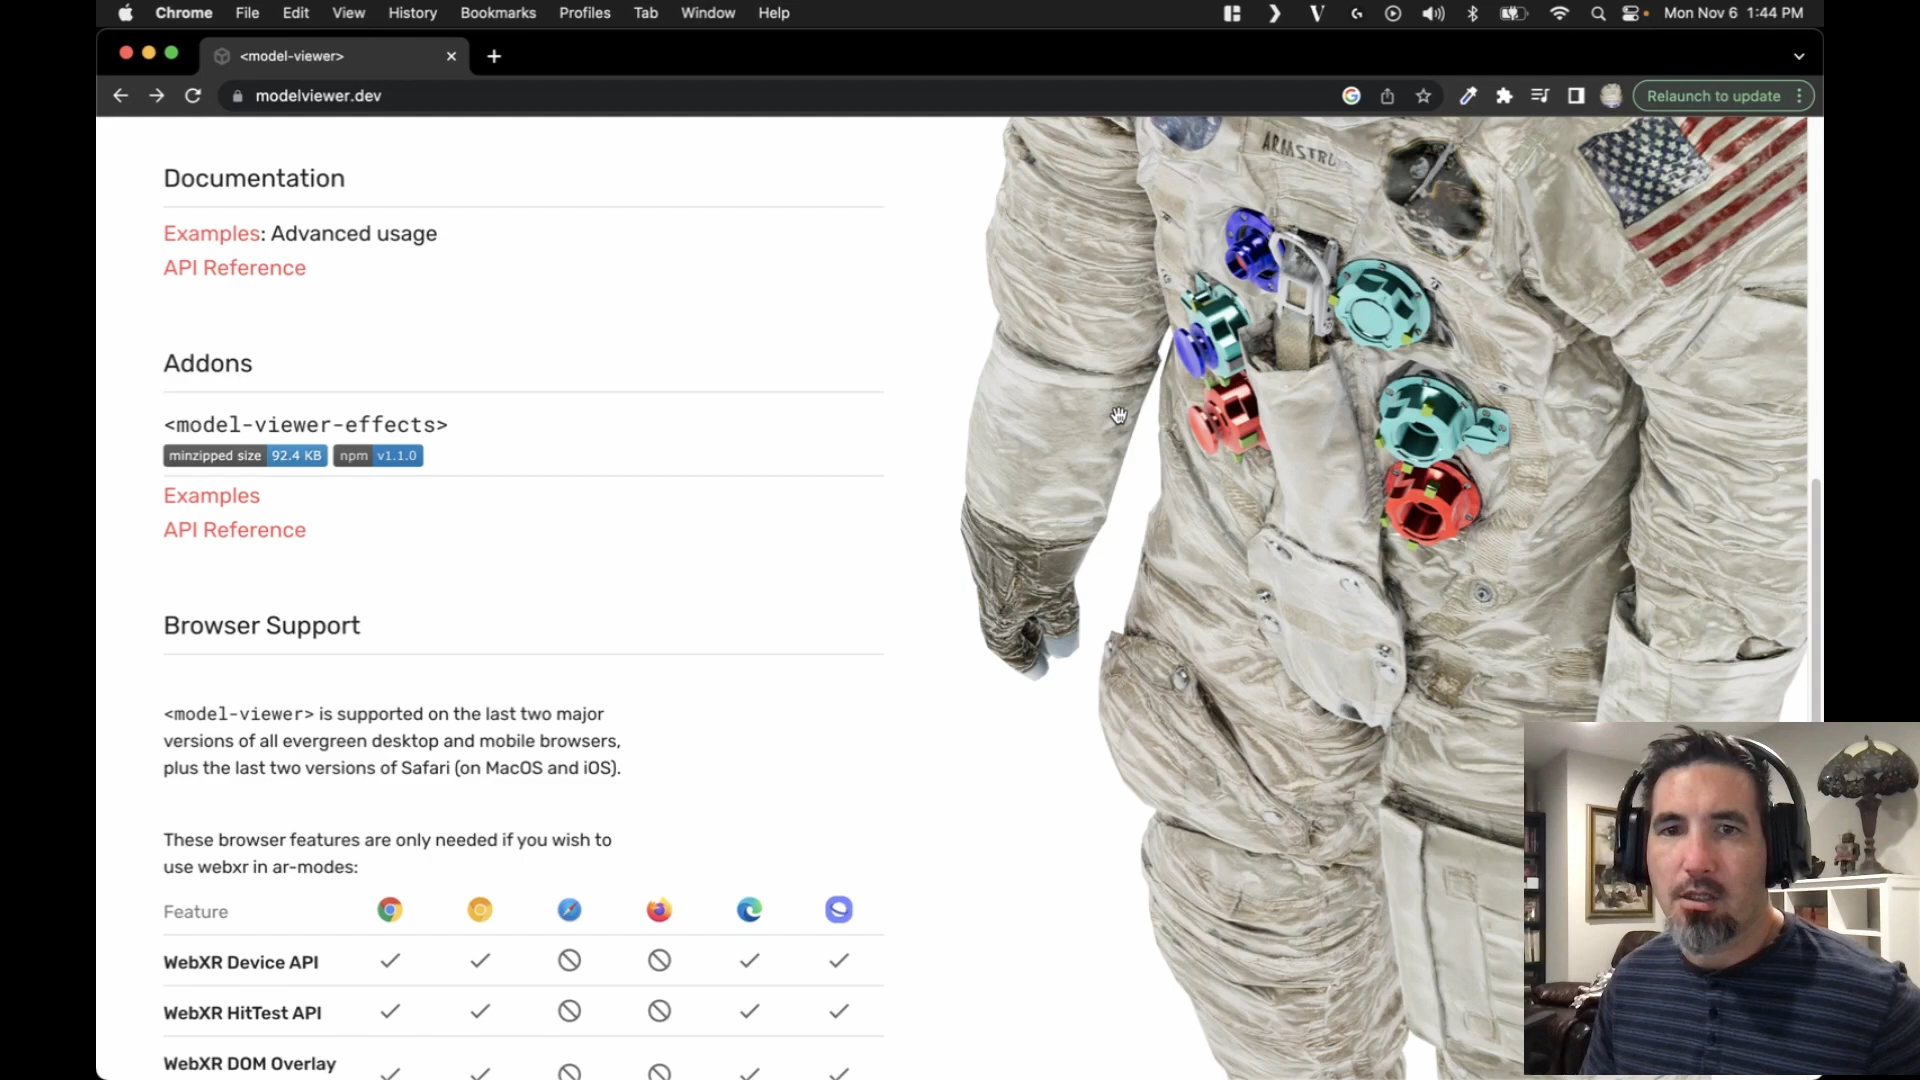 Chrome File Edit View History Bookmarks Profiles Tab Window Help Mon Nov 6 1:44 PM
<model-viewer>
modelviewer.dev Relaunch to update
Documentation
Examples: Advanced usage
API Reference
Addons
<model-viewer-effects>
minzipped size 92.4 KB npm v1.1.0
Examples
API Reference
Browser Support
<model-viewer> is supported on the last two major
versions of all evergreen desktop and mobile browsers,
plus the last two versions of Safari (on MacOS and iOS).
These browser features are only needed if you wish to
use webxr in ar-modes:
Feature
WebXR Device API
WebXR HitTest API
WebXR DOM Overlay
ARMSTRO